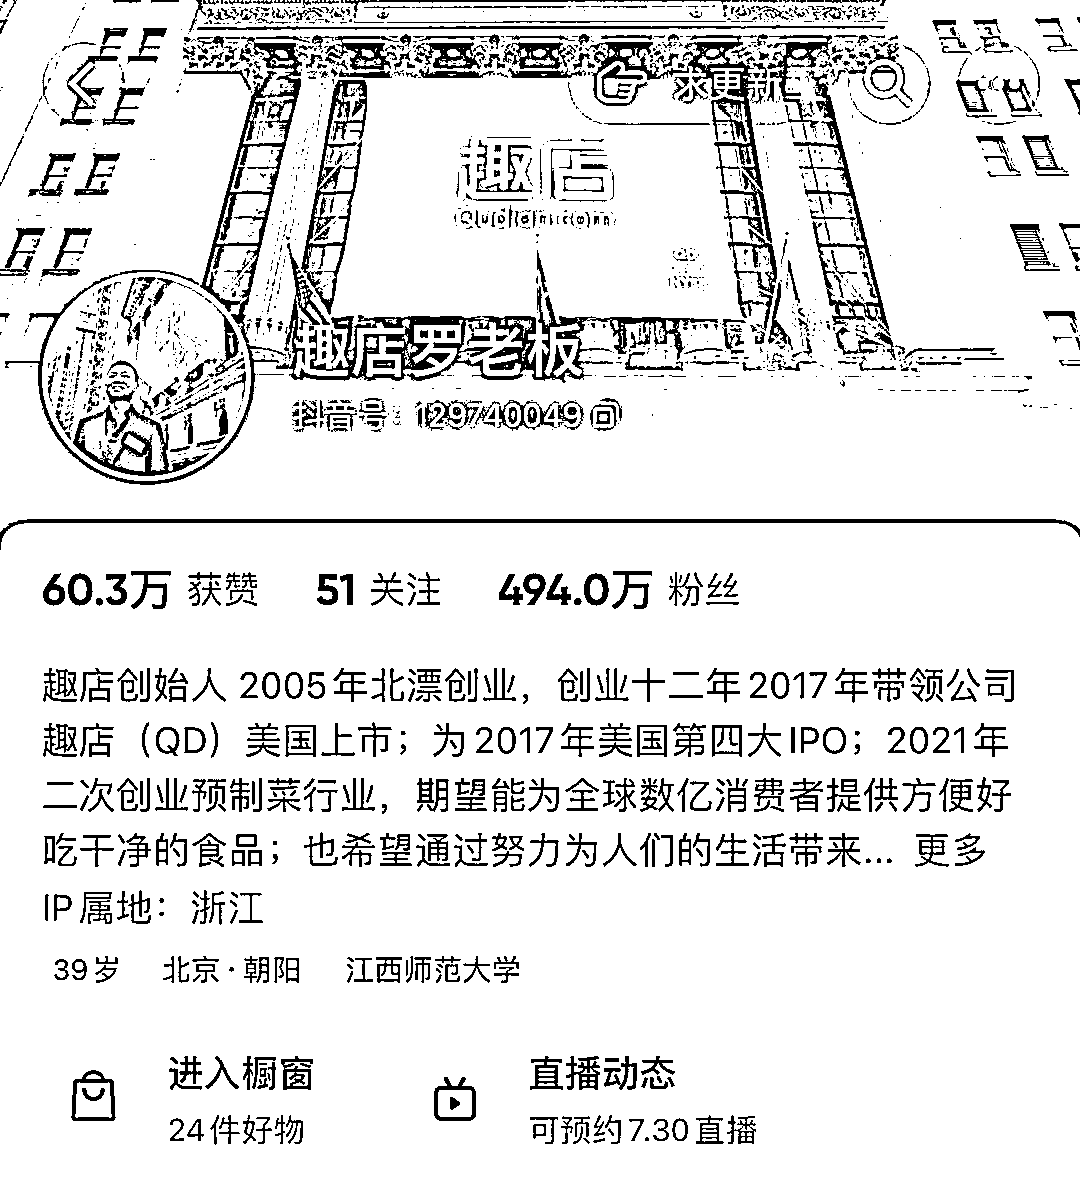 求更新
趣店
Qudian.com
趣店罗老板
抖音号：129740049
60.3万 获赞 51 关注 494.0万 粉丝
趣店创始人 2005年北漂创业，创业十二年2017年带领公司
趣店（QD）美国上市；为2017年美国第四大IPO；2021年
二次创业预制菜行业，期望能为全球数亿消费者提供方便好
吃干净的食品；也希望通过努力为人们的生活带来... 更多
IP属地：浙江
39岁 北京·朝阳 江西师范大学
进入橱窗 直播动态
24件好物 可预约7.30直播